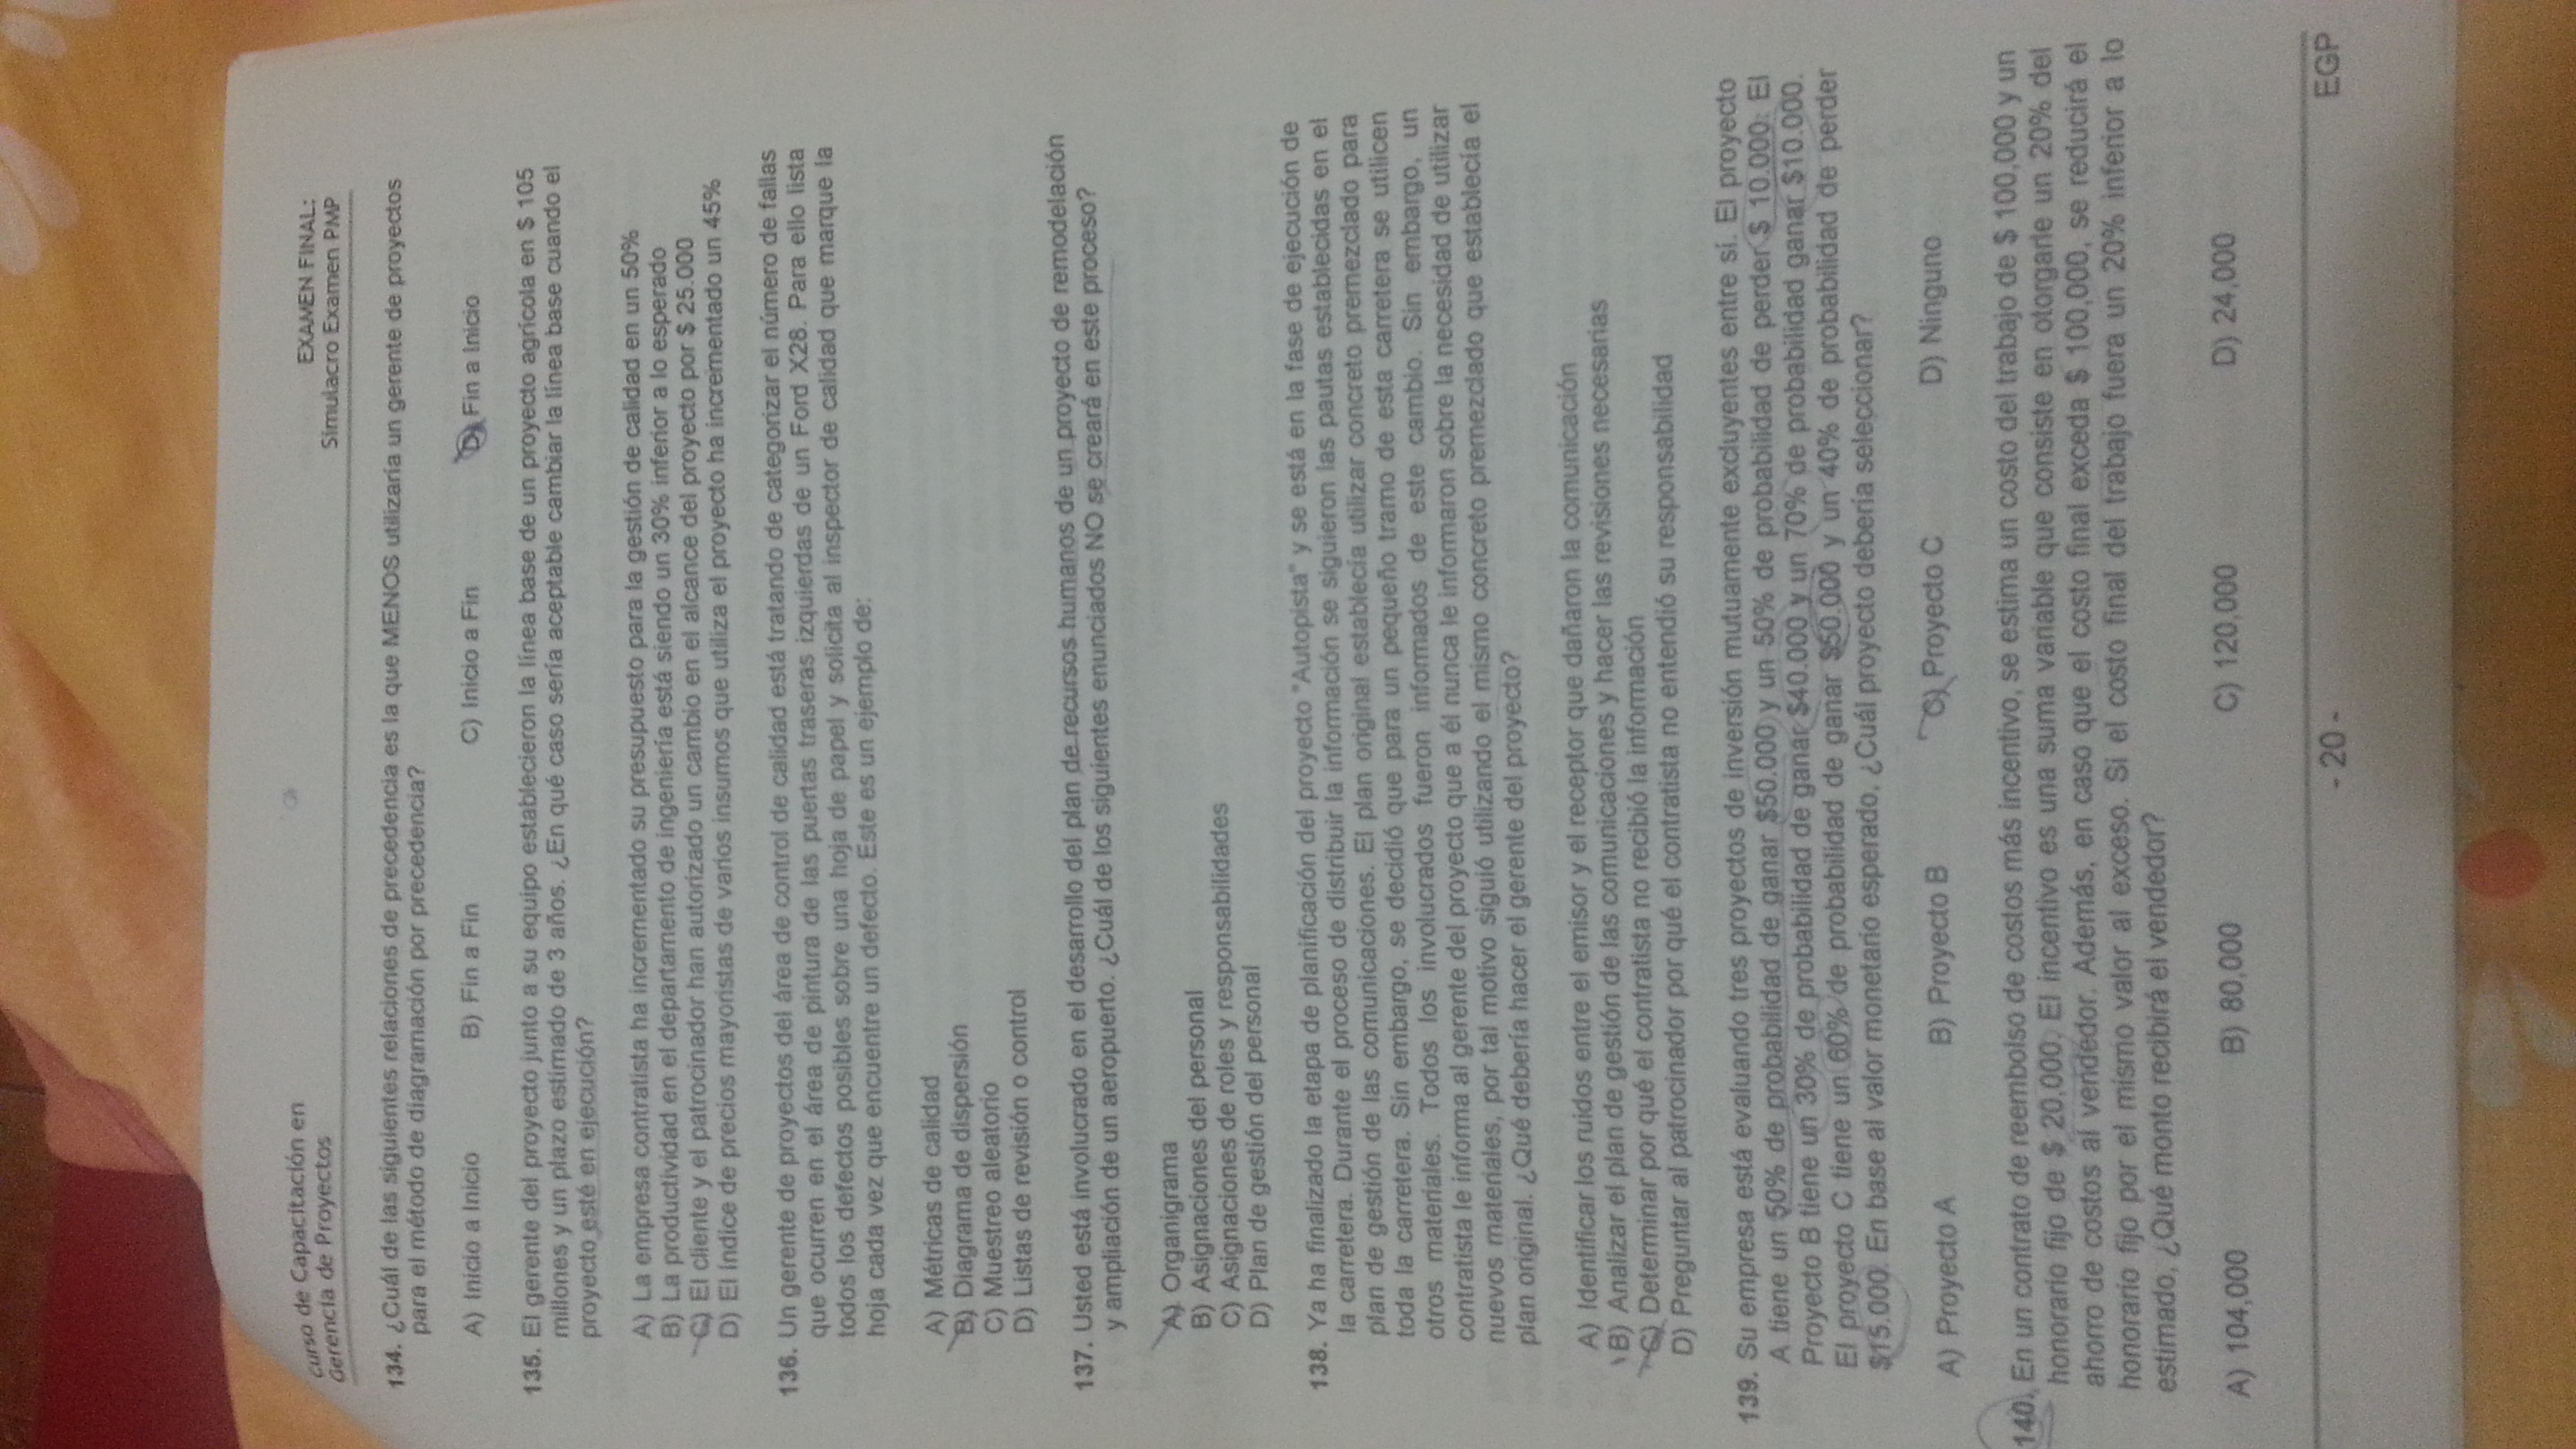 Curso de Capacitación en
Gerencia de Proyectos
EXAMEN FINAL:
Simulacro Examen PMP
134. ¿Cuál de las siguientes relaciones de precedencia es la que MENOS utilizaría un gerente de proyectos
para el método de diagramación por precedencia?
A) Inicio a Inicio B) Fin a Fin C) Inicio a Fin D) Fin a Inicio
135. El gerente del proyecto junto a su equipo establecieron la línea base de un proyecto agrícola en $ 105
millones y un plazo estimado de 3 años. ¿En qué caso sería aceptable cambiar la línea base cuando el
proyecto esté en ejecución?
A) La empresa contratista ha incrementado su presupuesto para la gestión de calidad en un 50%
B) La productividad en el departamento de ingeniería está siendo un 30% inferior a lo esperado
C) El cliente y el patrocinador han autorizado un cambio en el alcance del proyecto por $ 25.000
D) El índice de precios mayoristas de varios insumos que utiliza el proyecto ha incrementado un 45%
136. Un gerente de proyectos del área de control de calidad está tratando de categorizar el número de fallas
que ocurren en el área de pintura de las puertas traseras izquierdas de un Ford X28. Para ello lista
todos los defectos posibles sobre una hoja de papel y solicita al inspector de calidad que marque la
hoja cada vez que encuentre un defecto. Este es un ejemplo de:
A) Métricas de calidad
B) Diagrama de dispersión
C) Muestreo aleatorio
D) Listas de revisión o control
137. Usted está involucrado en el desarrollo del plan de recursos humanos de un proyecto de remodelación
y ampliación de un aeropuerto. ¿Cuál de los siguientes enunciados NO se creará en este proceso?
A) Organigrama
B) Asignaciones del personal
C) Asignaciones de roles y responsabilidades
D) Plan de gestión del personal
138. Ya ha finalizado la etapa de planificación del proyecto "Autopista" y se está en la fase de ejecución de
la carretera. Durante el proceso de distribuir la información se siguieron las pautas establecidas en el
plan de gestión de las comunicaciones. El plan original establecía utilizar concreto premezclado para
toda la carretera. Sin embargo, se decidió que para un pequeño tramo de esta carretera se utilicen
otros materiales. Todos los involucrados fueron informados de este cambio. Sin embargo, un
contratista le informa al gerente del proyecto que a él nunca le informaron sobre la necesidad de utilizar
nuevos materiales, por tal motivo siguió utilizando el mismo concreto premezclado que establecía el
plan original. ¿Qué debería hacer el gerente del proyecto?
A) Identificar los ruidos entre el emisor y el receptor que dañaron la comunicación
B) Analizar el plan de gestión de las comunicaciones y hacer las revisiones necesarias
C) Determinar por qué el contratista no recibió la información
D) Preguntar al patrocinador por qué el contratista no entendió su responsabilidad
139. Su empresa está evaluando tres proyectos de inversión mutuamente excluyentes entre sí. El proyecto
A tiene un 50% de probabilidad de ganar $50.000 y un 50% de probabilidad de perder $ 10.000. El
Proyecto B tiene un 30% de probabilidad de ganar $40.000 y un 70% de probabilidad ganar $10.000.
El proyecto C tiene un 60% de probabilidad de ganar $50.000 y un 40% de probabilidad de perder
$15.000. En base al valor monetario esperado, ¿Cuál proyecto debería seleccionar?
A) Proyecto A B) Proyecto B C) Proyecto C D) Ninguno
140. En un contrato de reembolso de costos más incentivo, se estima un costo del trabajo de $ 100,000 y un
honorario fijo de $ 20,000. El incentivo es una suma variable que consiste en otorgarle un 20% del
ahorro de costos al vendedor. Además, en caso que el costo final exceda $ 100,000, se reducirá el
honorario fijo por el mismo valor al exceso. Si el costo final del trabajo fuera un 20% inferior a lo
estimado, ¿Qué monto recibirá el vendedor?
A) 104,000 B) 80,000 C) 120,000 D) 24,000
- 20 -
EGP